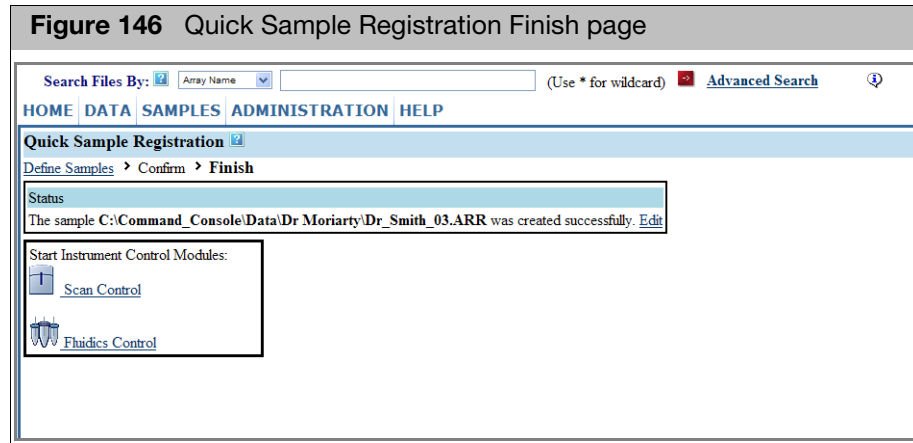 Figure 146 Quick Sample Registration Finish page
Search Files By: ? Array Name (Use * for wildcard) Advanced Search
HOME DATA SAMPLES ADMINISTRATION HELP
Quick Sample Registration ?
Define Samples > Confirm > Finish
Status
The sample C:\Command_Console\Data\Dr Moriarty\Dr_Smith_03.ARR was created successfully. Edit
Start Instrument Control Modules:
Scan Control
Fluidics Control